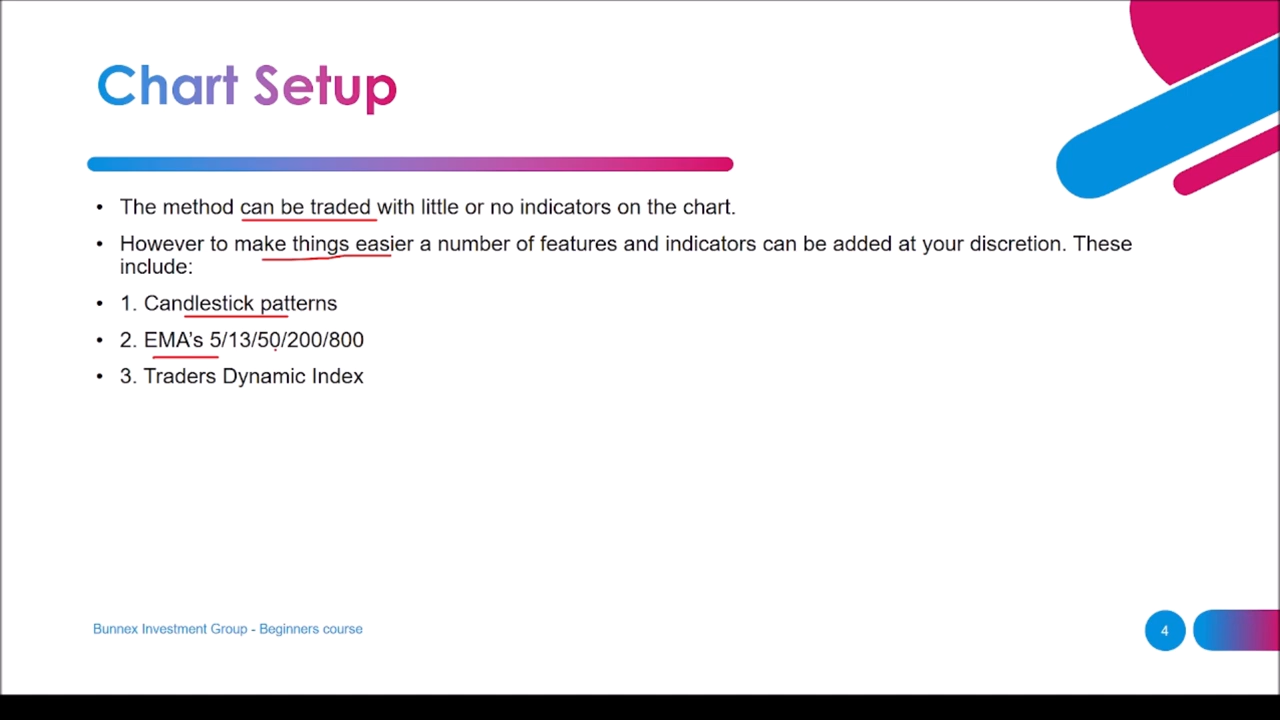 Chart Setup
• The method can be traded with little or no indicators on the chart.
• However to make things easier a number of features and indicators can be added at your discretion. These
include:
• 1. Candlestick patterns
• 2. EMA’s 5/13/50/200/800
• 3. Traders Dynamic Index
Bunnex Investment Group - Beginners course
4